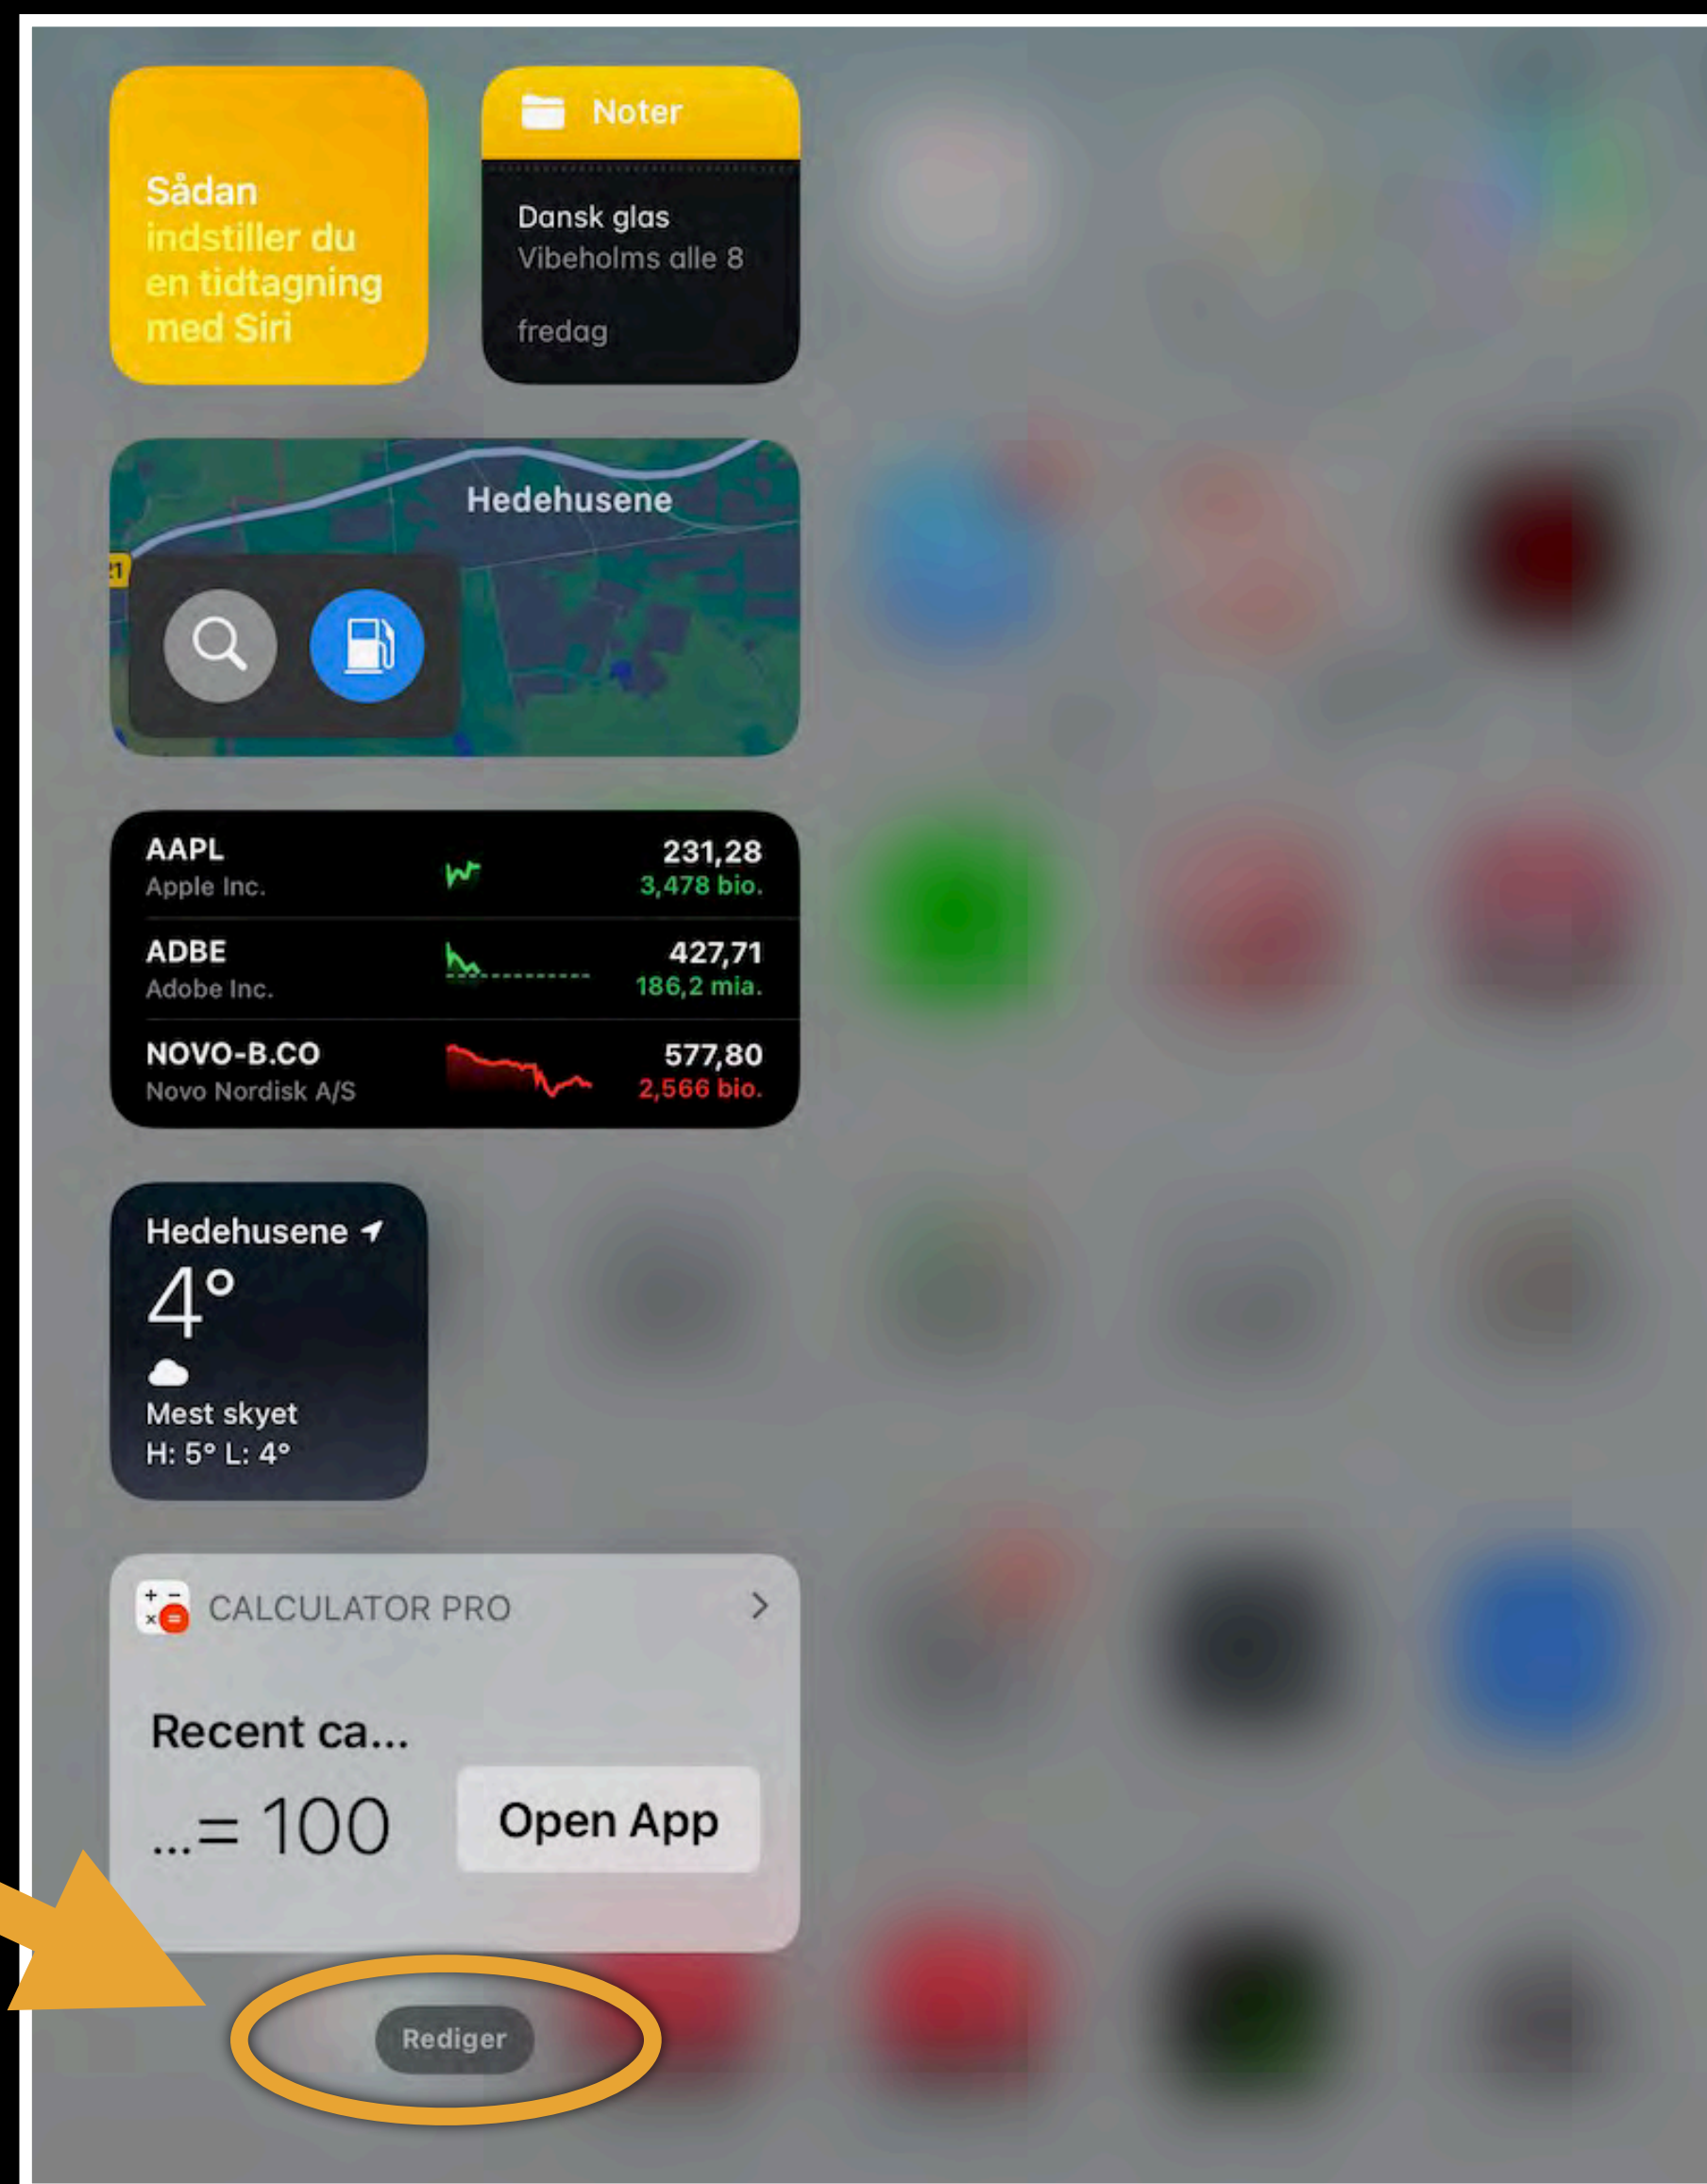 Sådan
indstiller du
en tidtagning
med Siri
Noter
Dansk glas
Vibeholms alle 8
fredag
Hedehusene
21
AAPL
231,28
Apple Inc.
3,478 bio.
ADBE
427,71
Adobe Inc.
186,2 mia.
NOVO-B.CO
577,80
Novo Nordisk A/S
2,566 bio.
Hedehusene
4°
Mest skyet
H: 5° L: 4°
CALCULATOR PRO
Recent ca...
...= 100
Open App
Rediger